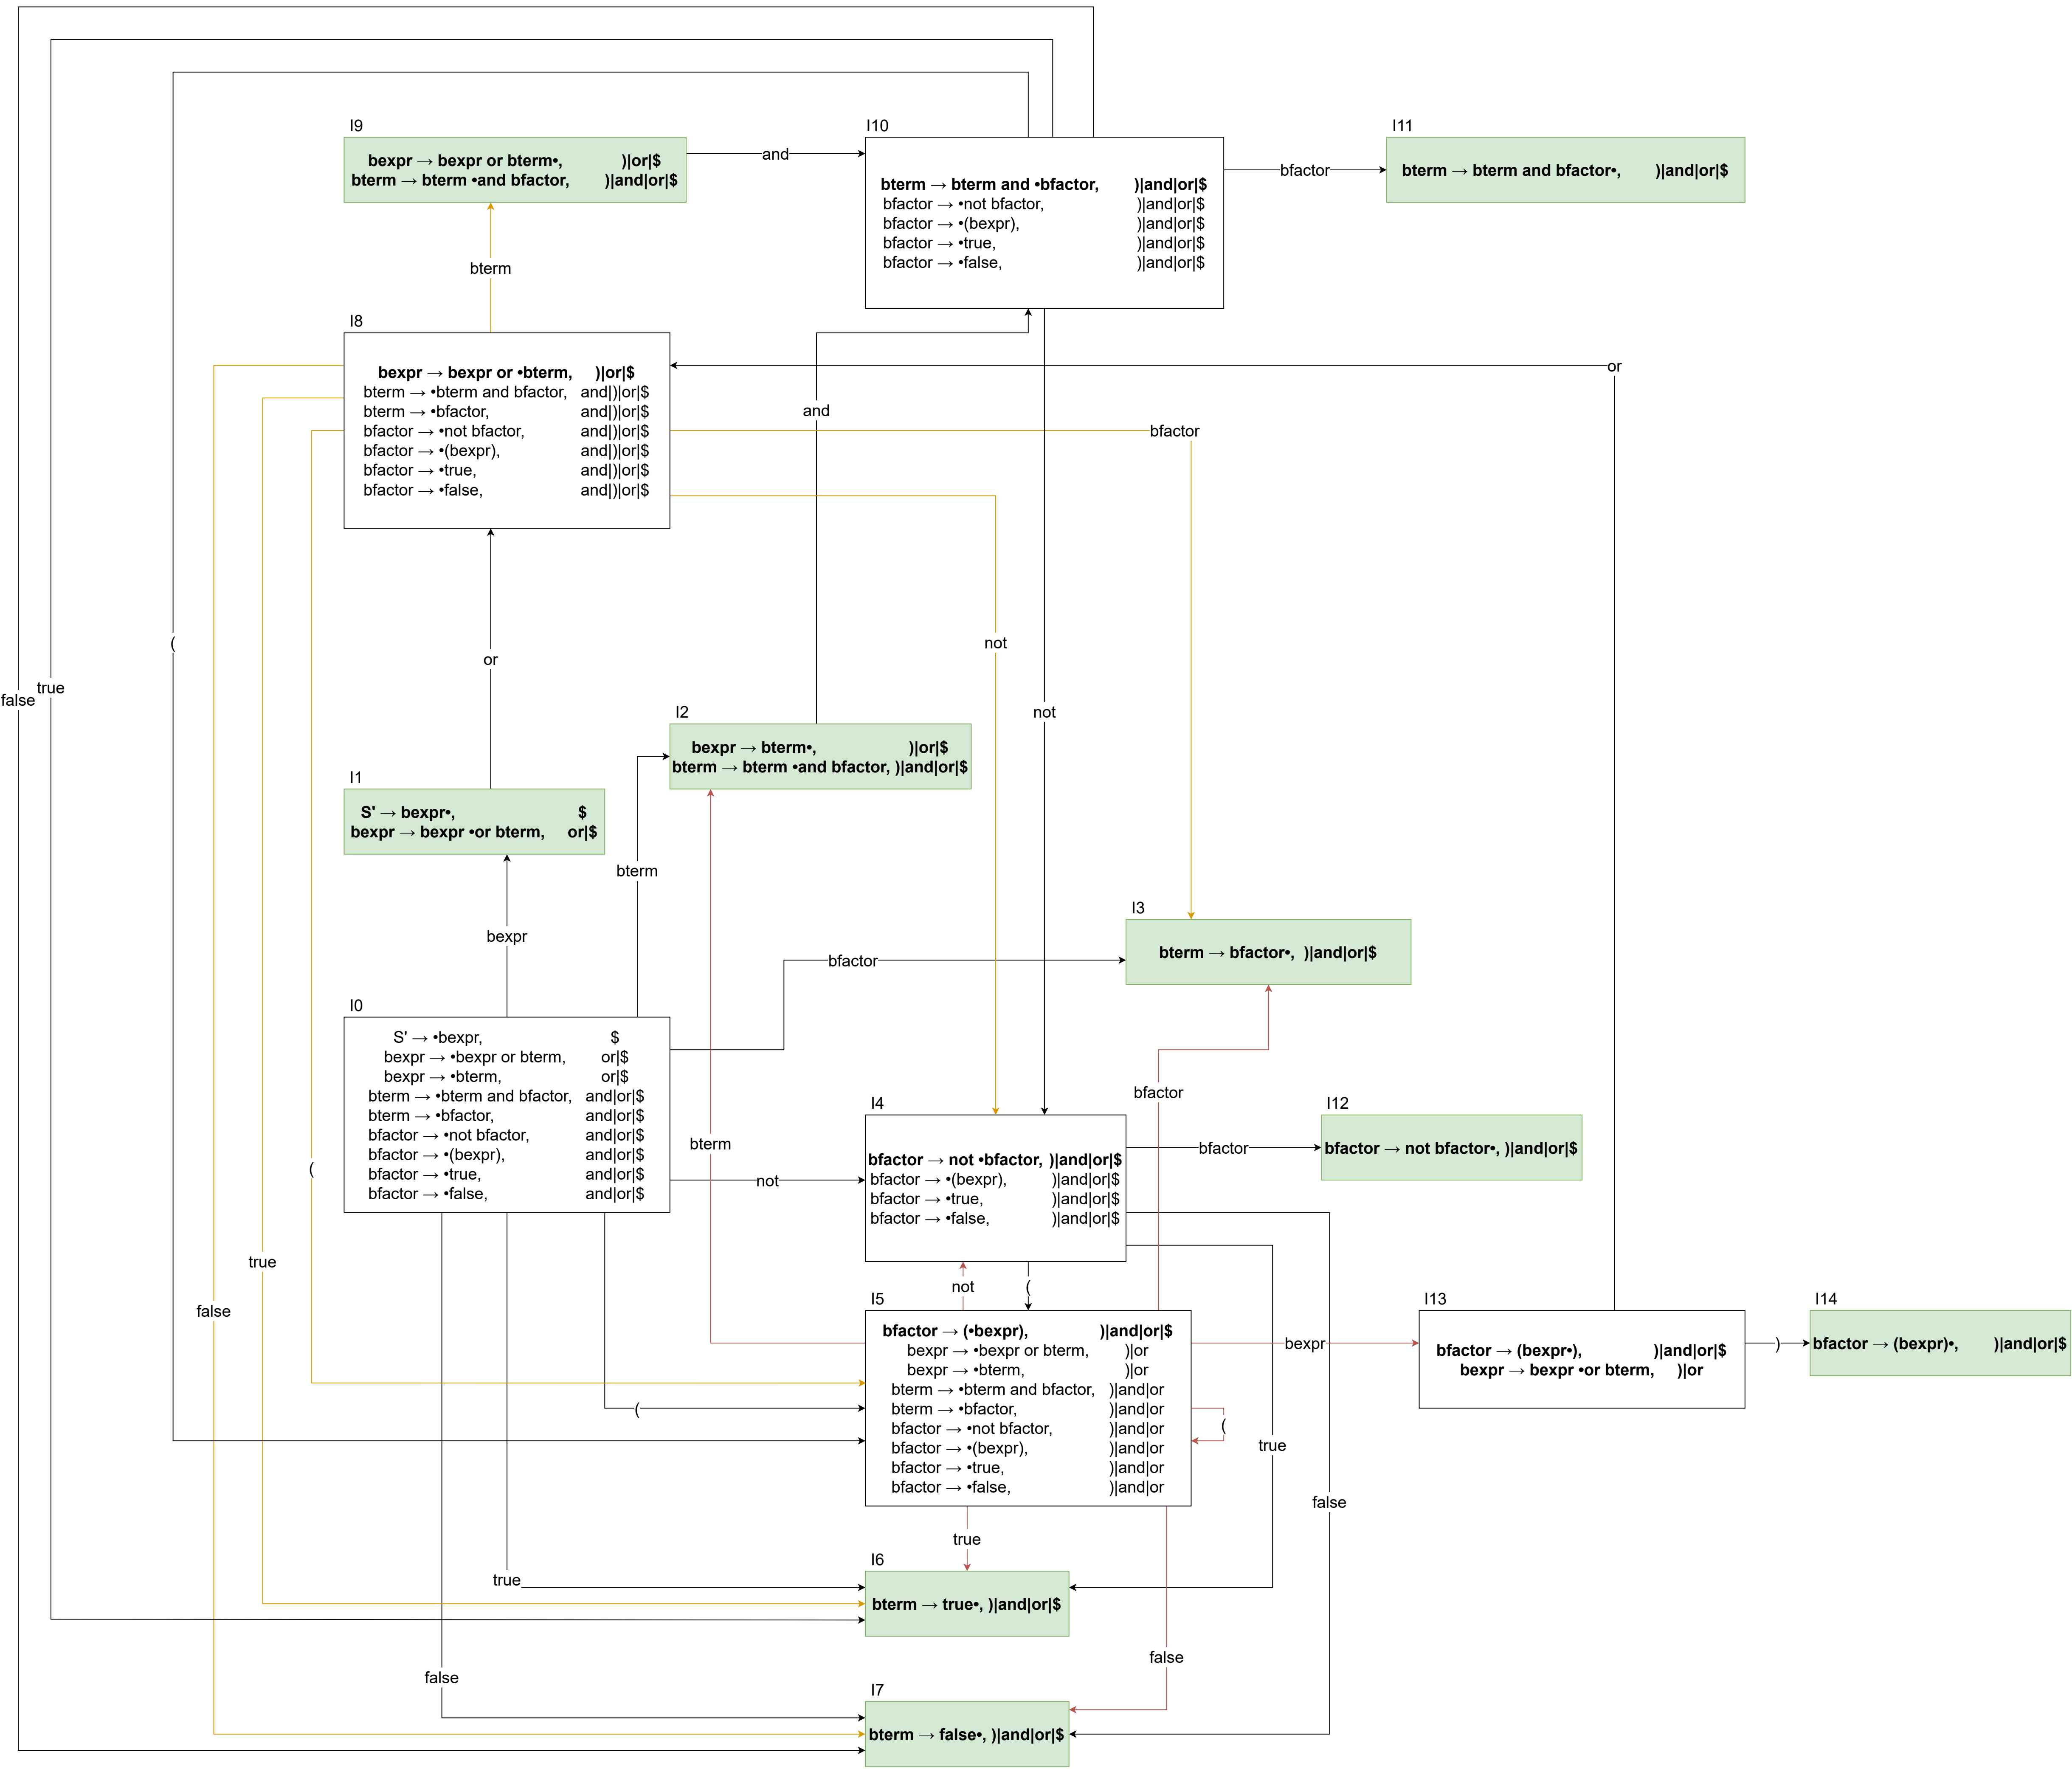 I9
bexpr → bexpr or bterm•, )|or|$
bterm → bterm •and bfactor, )|and|or|$
and
I10
bterm → bterm and •bfactor, )|and|or|$
bfactor → •not bfactor, )|and|or|$
bfactor → •(bexpr), )|and|or|$
bfactor → •true, )|and|or|$
bfactor → •false, )|and|or|$
bfactor
I11
bterm → bterm and bfactor•, )|and|or|$
bterm
I8
bexpr → bexpr or •bterm, )|or|$
bterm → •bterm and bfactor, and|)|or|$
bterm → •bfactor, and|)|or|$
bfactor → •not bfactor, and|)|or|$
bfactor → •(bexpr), and|)|or|$
bfactor → •true, and|)|or|$
bfactor → •false, and|)|or|$
or
and
bfactor
(
not
or
true
false
not
I2
bexpr → bterm•, )|or|$
bterm → bterm •and bfactor, )|and|or|$
I1
S' → bexpr•, $
bexpr → bexpr •or bterm, or|$
bterm
bexpr
I3
bterm → bfactor•, )|and|or|$
bfactor
I0
S' → •bexpr, $
bexpr → •bexpr or bterm, or|$
bexpr → •bterm, or|$
bterm → •bterm and bfactor, and|or|$
bterm → •bfactor, and|or|$
bfactor → •not bfactor, and|or|$
bfactor → •(bexpr), and|or|$
bfactor → •true, and|or|$
bfactor → •false, and|or|$
bfactor
bterm
(
not
I4
bfactor → not •bfactor, )|and|or|$
bfactor → •(bexpr), )|and|or|$
bfactor → •true, )|and|or|$
bfactor → •false, )|and|or|$
bfactor
I12
bfactor → not bfactor•, )|and|or|$
true
false
not
(
I5
bfactor → (•bexpr), )|and|or|$
bexpr → •bexpr or bterm, )|or
bexpr → •bterm, )|or
bterm → •bterm and bfactor, )|and|or
bterm → •bfactor, )|and|or
bfactor → •not bfactor, )|and|or
bfactor → •(bexpr), )|and|or
bfactor → •true, )|and|or
bfactor → •false, )|and|or
bexpr
I13
bfactor → (bexpr•), )|and|or|$
bexpr → bexpr •or bterm, )|or
)
I14
bfactor → (bexpr)•, )|and|or|$
(
(
true
false
true
I6
bterm → true•, )|and|or|$
true
false
false
I7
bterm → false•, )|and|or|$